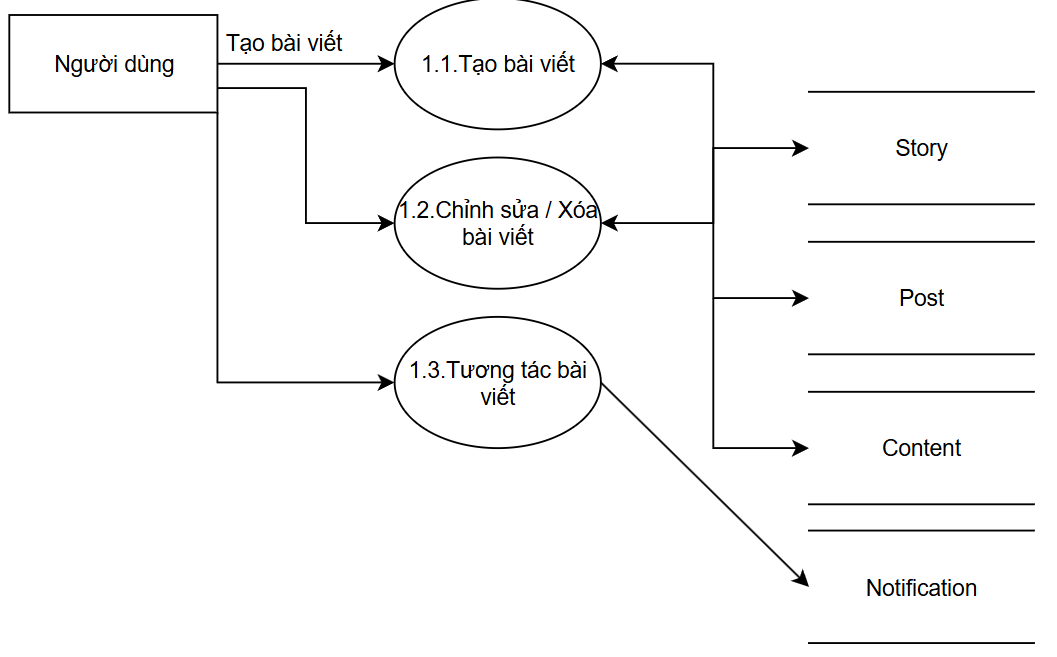 Người dùng
Tạo bài viết
1.1.Tạo bài viết
Story
1.2.Chỉnh sửa / Xóa
bài viết
Post
1.3.Tương tác bài
viết
Content
Notification